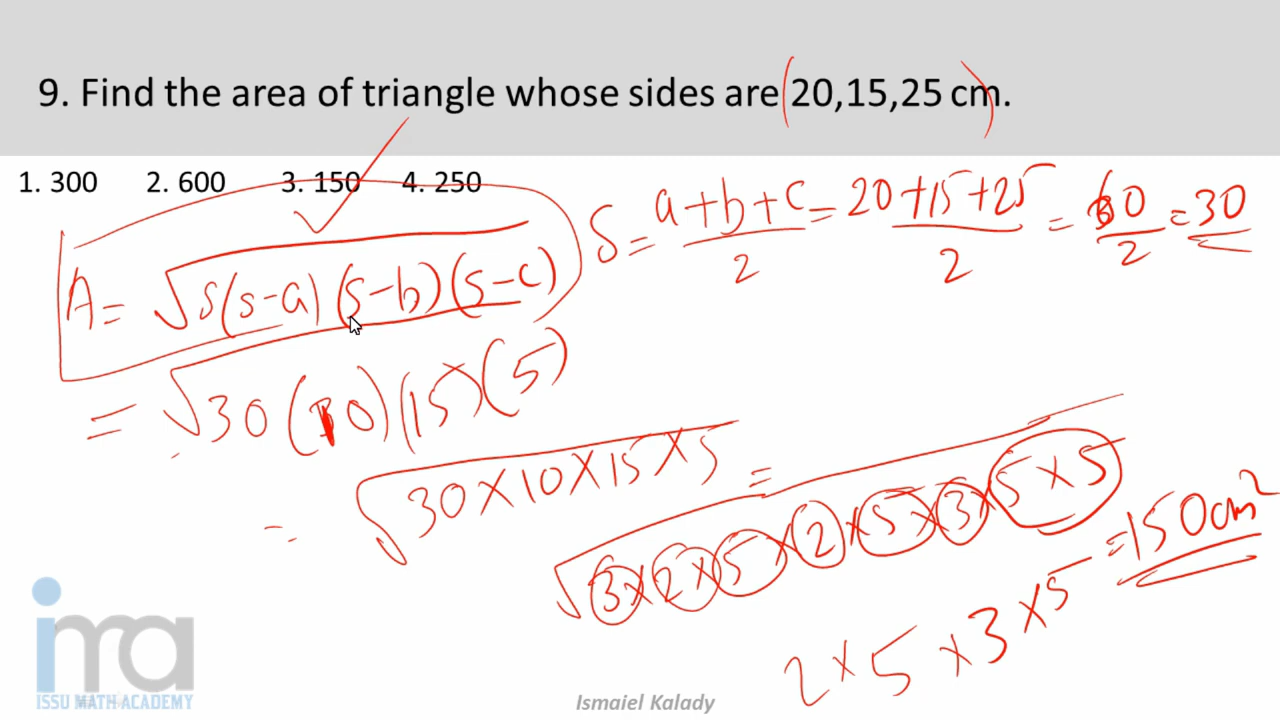 9. Find the area of triangle whose sides are (20,15,25 cm).
1. 300 2. 600 3. 150 4. 250
S = a+b+c/2 = 20+15+25/2 = 60/2 = 30
A = √s(s-a)(s-b)(s-c)
= √30(10)(15)(5)
= √30×10×15×5 =
√3×2×5×2×5×3×5×5
2×5×3×5 = 150cm²
ima
ISSU MATH ACADEMY
Ismaiel Kalady